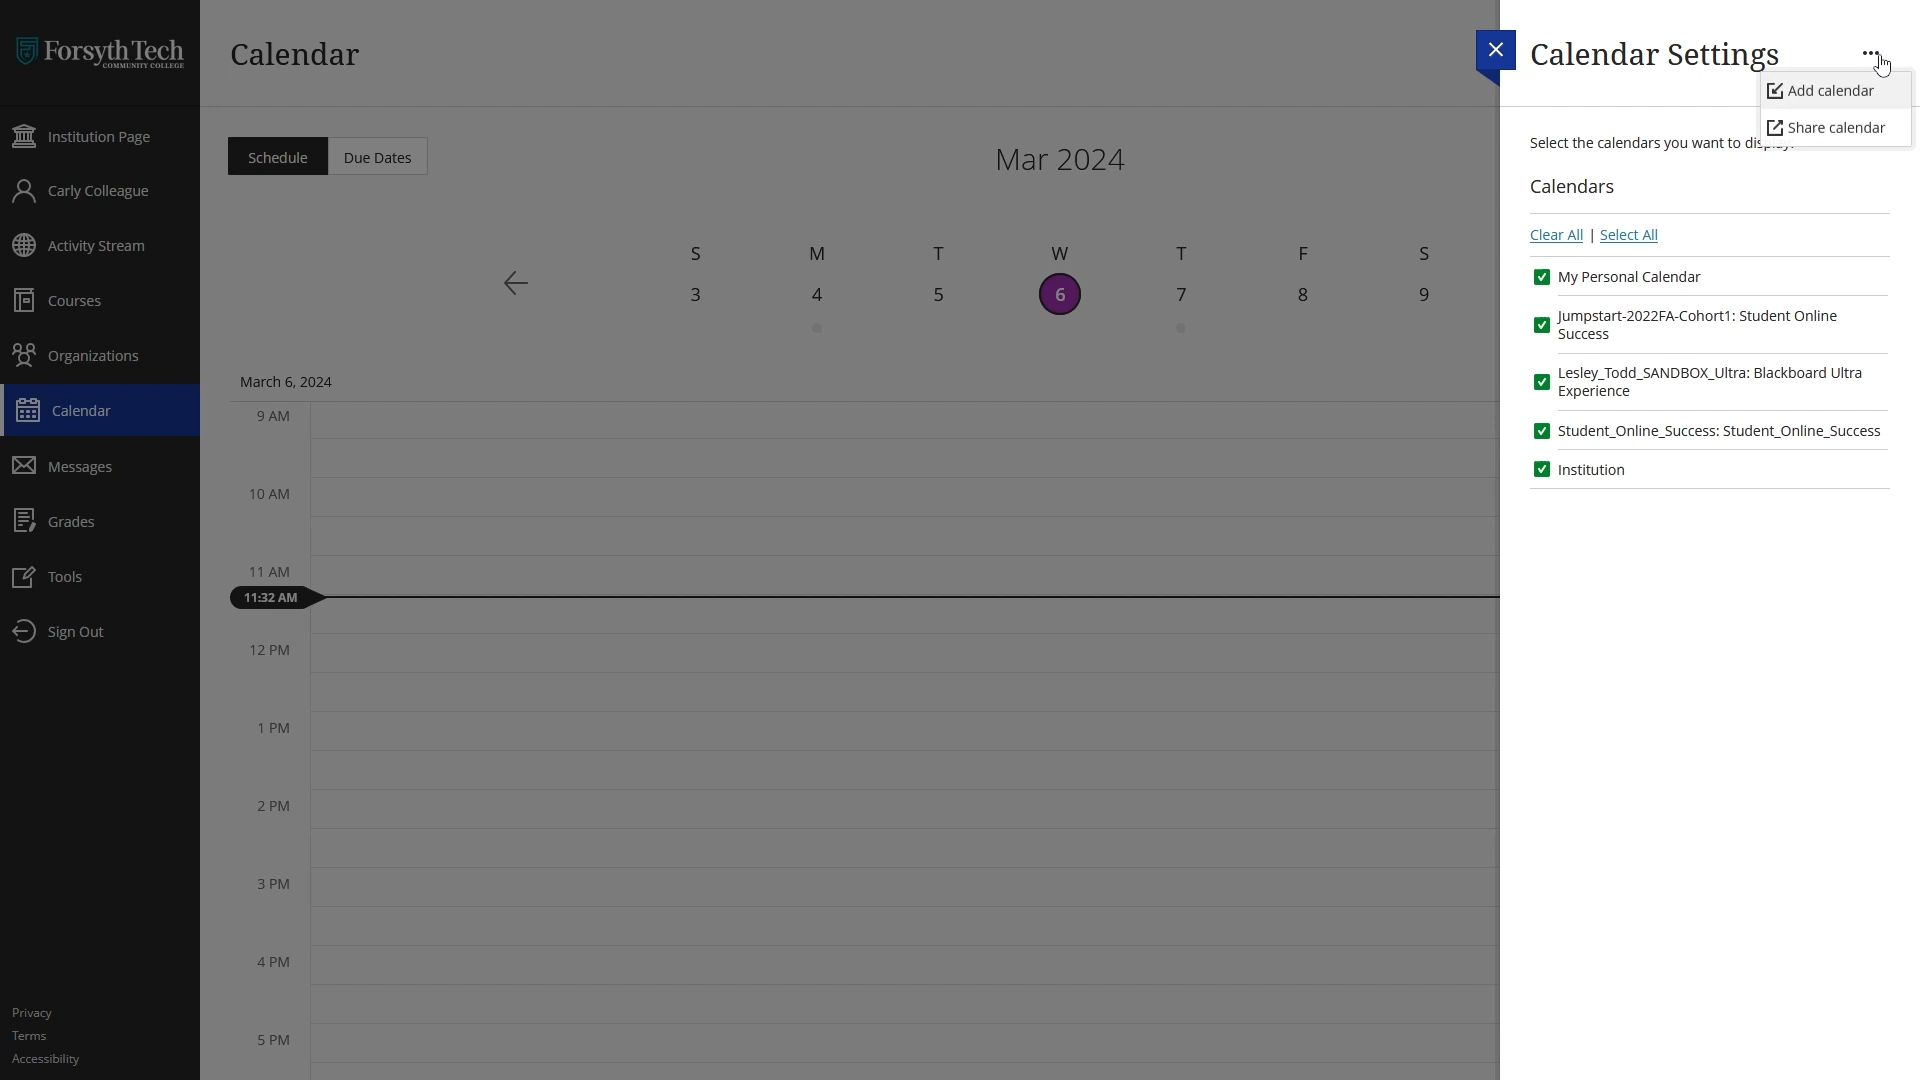 Forsyth Tech
COMMUNITY COLLEGE
Institution Page
Carly Colleague
Activity Stream
Courses
Organizations
Calendar
Messages
Grades
Tools
Sign Out
Privacy
Terms
Accessibility
Calendar
Schedule
Due Dates
Mar 2024
S M T W T F S
3 4 5 6 7 8 9
March 6, 2024
9 AM
10 AM
11 AM
11:32 AM
12 PM
1 PM
2 PM
3 PM
4 PM
5 PM
Calendar Settings
Add calendar
Share calendar
Select the calendars you want to display.
Calendars
Clear All | Select All
My Personal Calendar
Jumpstart-2022FA-Cohort1: Student Online
Success
Lesley_Todd_SANDBOX_Ultra: Blackboard Ultra
Experience
Student_Online_Success: Student_Online_Success
Institution